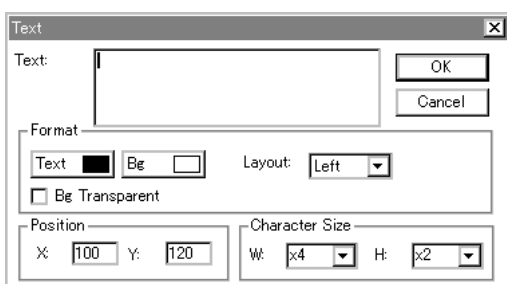 Text
Text:
OK
Cancel
Format
Text Bg Layout: Left
Bg Transparent
Position Character Size
X: 100 Y: 120 W: x4 H: x2